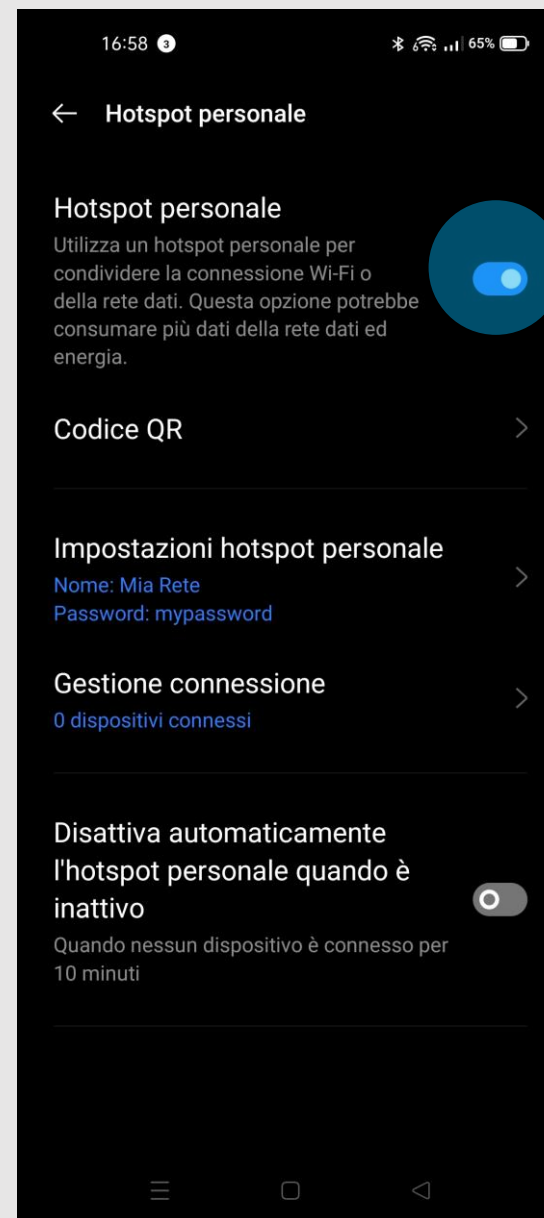 16:58 3 65%
Hotspot personale
Hotspot personale
Utilizza un hotspot personale per
condividere la connessione Wi-Fi o
della rete dati. Questa opzione potrebbe
consumare più dati della rete dati ed
energia.
Codice QR
Impostazioni hotspot personale
Nome: Mia Rete
Password: mypassword
Gestione connessione
0 dispositivi connessi
Disattiva automaticamente
l'hotspot personale quando è
inattivo
Quando nessun dispositivo è connesso per
10 minuti